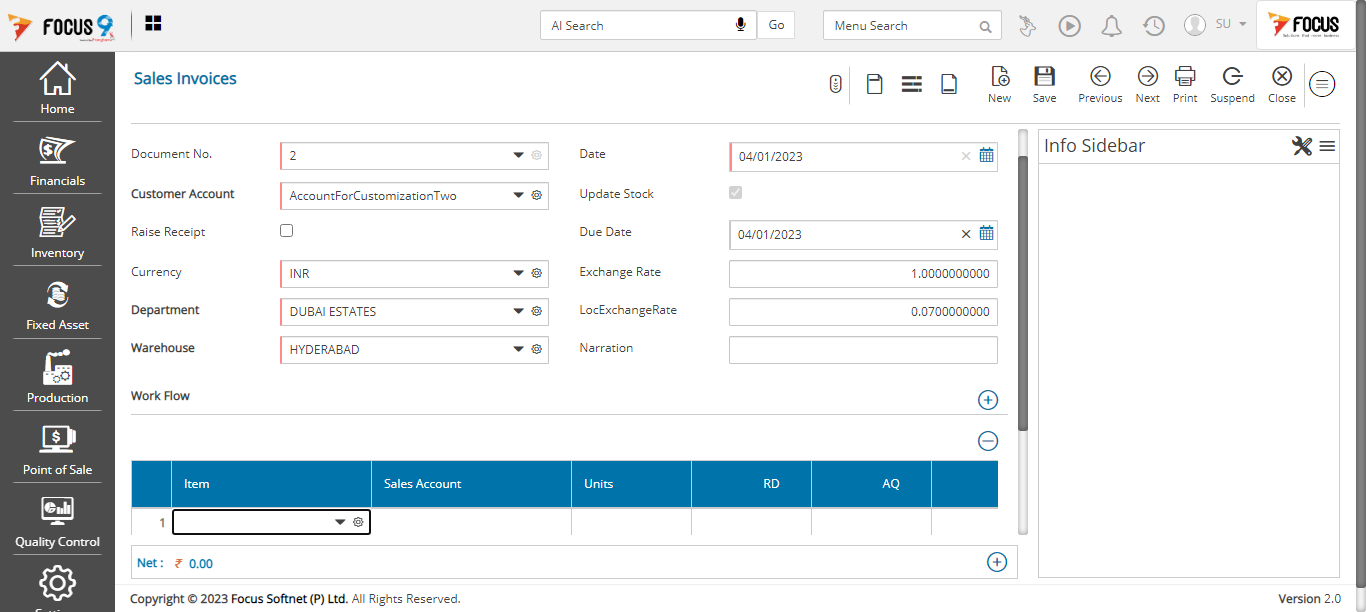 FOCUS 9
AI Search
Go
Menu Search
SU
FOCUS
Home
Financials
Inventory
Fixed Asset
Production
Point of Sale
Quality Control
Sales Invoices
New
Save
Previous
Next
Print
Suspend
Close
Document No.
2
Date
04/01/2023
Customer Account
AccountForCustomizationTwo
Update Stock
Raise Receipt
Due Date
04/01/2023
Currency
INR
Exchange Rate
1.0000000000
Department
DUBAI ESTATES
LocExchangeRate
0.0700000000
Warehouse
HYDERABAD
Narration
Work Flow
Item
Sales Account
Units
RD
AQ
1
Net : ₹ 0.00
Info Sidebar
Copyright © 2023 Focus Softnet (P) Ltd. All Rights Reserved.
Version 2.0